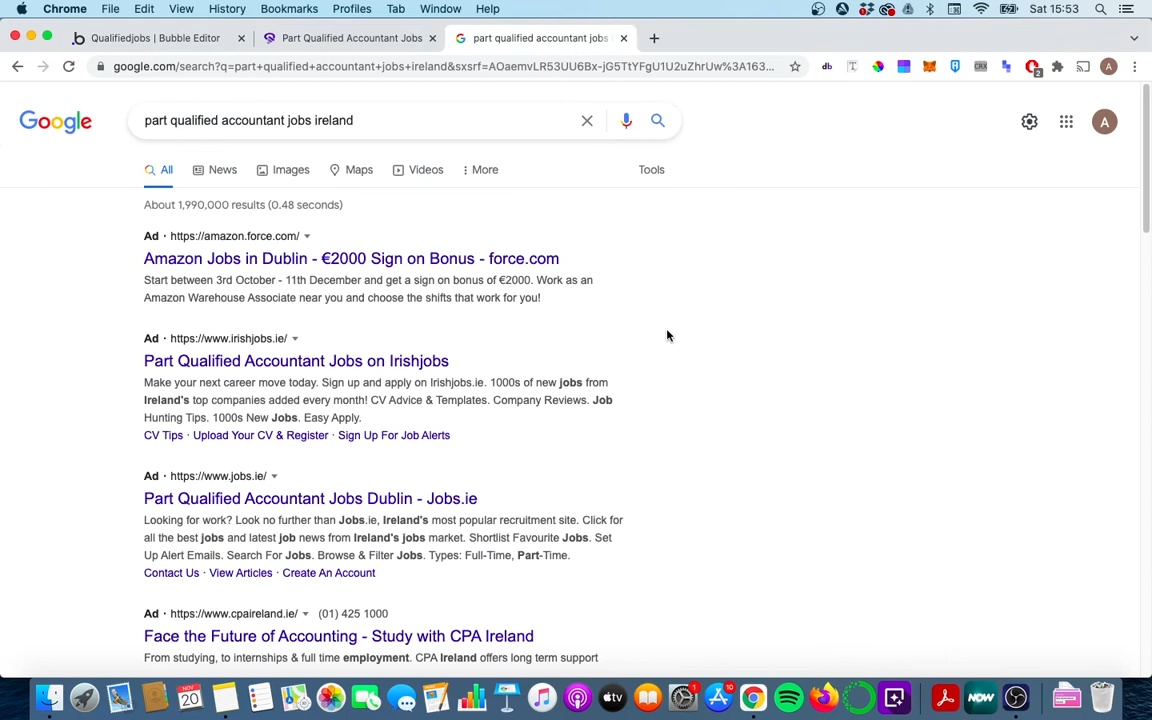 Chrome File Edit View History Bookmarks Profiles Tab Window Help Sat 15:53
Qualifiedjobs | Bubble Editor Part Qualified Accountant Jobs part qualified accountant jobs
google.com/search?q=part+qualified+accountant+jobs+ireland&sxsrf=AOaemvLR53UU6Bx-jG5TtYFgU1U2uZhrUw%3A163... db T CRX 2 A
Google part qualified accountant jobs ireland A
All News Images Maps Videos More Tools
About 1,990,000 results (0.48 seconds)
Ad · https://amazon.force.com/
Amazon Jobs in Dublin - €2000 Sign on Bonus - force.com
Start between 3rd October - 11th December and get a sign on bonus of €2000. Work as an
Amazon Warehouse Associate near you and choose the shifts that work for you!
Ad · https://www.irishjobs.ie/
Part Qualified Accountant Jobs on Irishjobs
Make your next career move today. Sign up and apply on Irishjobs.ie. 1000s of new jobs from
Ireland's top companies added every month! CV Advice & Templates. Company Reviews. Job
Hunting Tips. 1000s New Jobs. Easy Apply.
CV Tips · Upload Your CV & Register · Sign Up For Job Alerts
Ad · https://www.jobs.ie/
Part Qualified Accountant Jobs Dublin - Jobs.ie
Looking for work? Look no further than Jobs.ie, Ireland's most popular recruitment site. Click for
all the best jobs and latest job news from Ireland's jobs market. Shortlist Favourite Jobs. Set
Up Alert Emails. Search For Jobs. Browse & Filter Jobs. Types: Full-Time, Part-Time.
Contact Us · View Articles · Create An Account
Ad · https://www.cpaireland.ie/ (01) 425 1000
Face the Future of Accounting - Study with CPA Ireland
From studying, to internships & full time employment. CPA Ireland offers long term support
NOV 20 tv 1 10 NOW